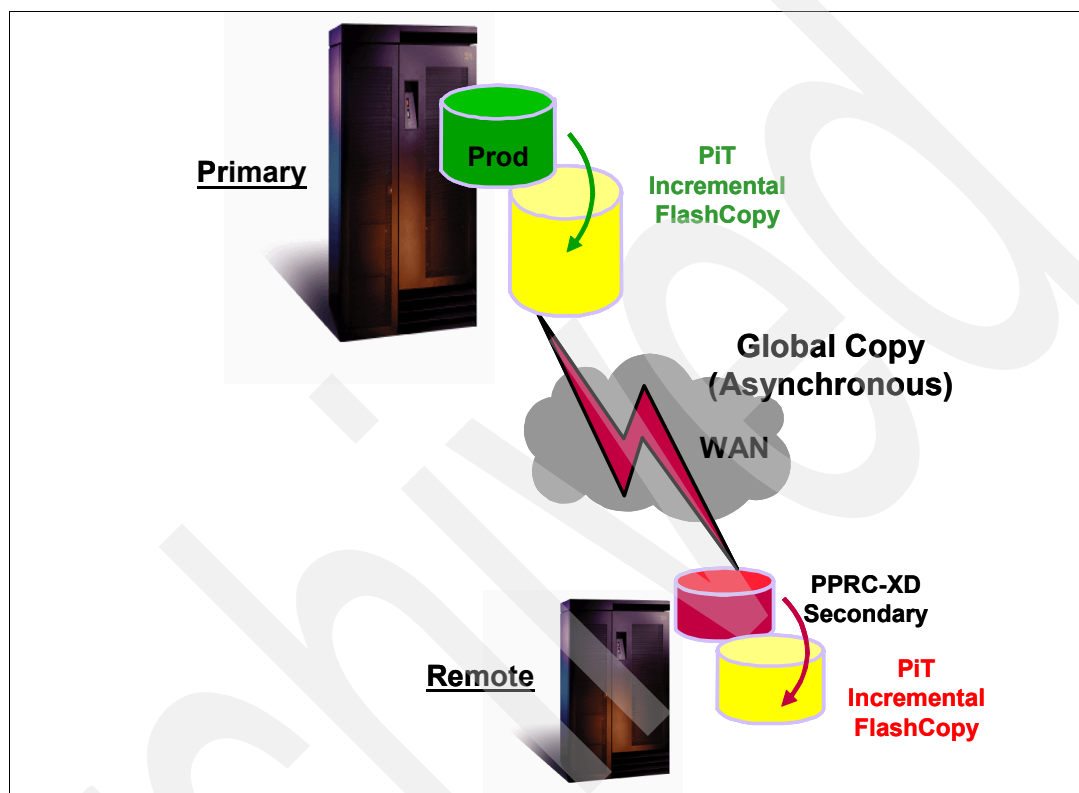 Primary
Prod
PiT
Incremental
FlashCopy
Global Copy
(Asynchronous)
WAN
PPRC-XD
Secondary
Remote
PiT
Incremental
FlashCopy